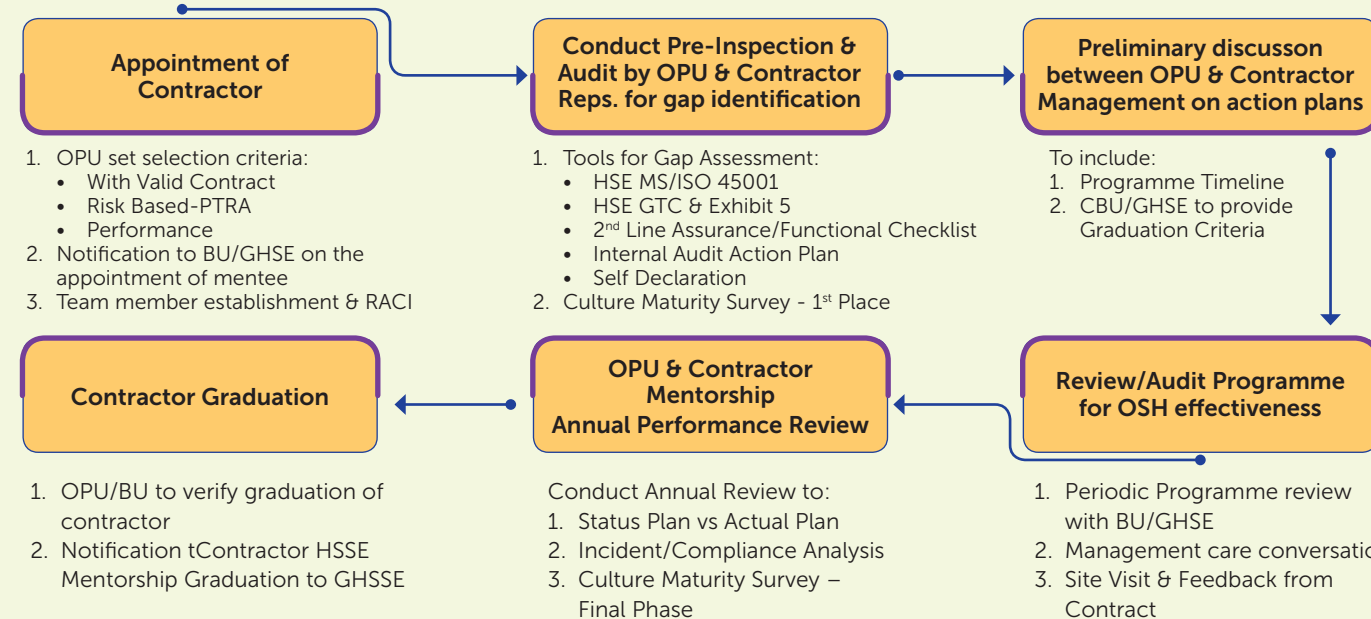 Appointment of
Contractor
1. OPU set selection criteria:
• With Valid Contract
• Risk Based-PTRA
• Performance
2. Notification to BU/GHSE on the
appointment of mentee
3. Team member establishment & RACI
Conduct Pre-Inspection &
Audit by OPU & Contractor
Reps. for gap identification
1. Tools for Gap Assessment:
• HSE MS/ISO 45001
• HSE GTC & Exhibit 5
• 2nd Line Assurance/Functional Checklist
• Internal Audit Action Plan
• Self Declaration
2. Culture Maturity Survey - 1st Place
Preliminary discusson
between OPU & Contractor
Management on action plans
To include:
1. Programme Timeline
2. CBU/GHSE to provide
Graduation Criteria
Review/Audit Programme
for OSH effectiveness
1. Periodic Programme review
with BU/GHSE
2. Management care conversatio
3. Site Visit & Feedback from
Contract
OPU & Contractor
Mentorship
Annual Performance Review
Conduct Annual Review to:
1. Status Plan vs Actual Plan
2. Incident/Compliance Analysis
3. Culture Maturity Survey –
Final Phase
Contractor Graduation
1. OPU/BU to verify graduation of
contractor
2. Notification tContractor HSSE
Mentorship Graduation to GHSSE